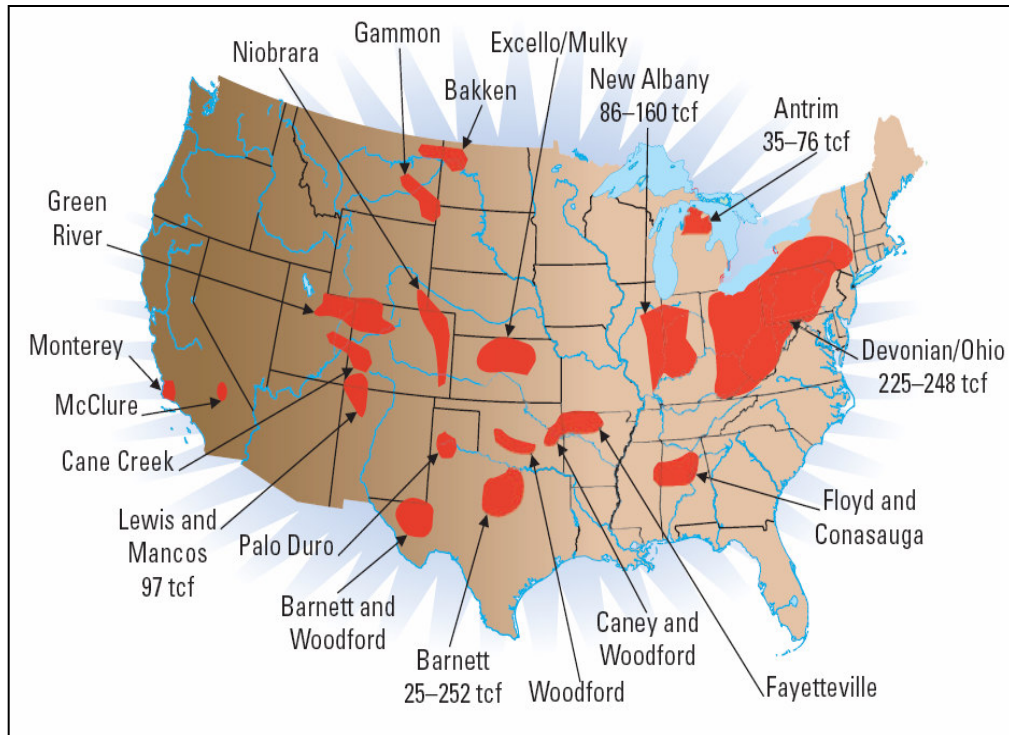 Gammon
Niobrara
Excello/Mulky
Bakken
New Albany
86–160 tcf
Antrim
35–76 tcf
Green
River
Monterey
McClure
Cane Creek
Lewis and
Mancos
97 tcf
Palo Duro
Barnett and
Woodford
Barnett
25–252 tcf
Woodford
Caney and
Woodford
Fayetteville
Floyd and
Conasauga
Devonian/Ohio
225–248 tcf